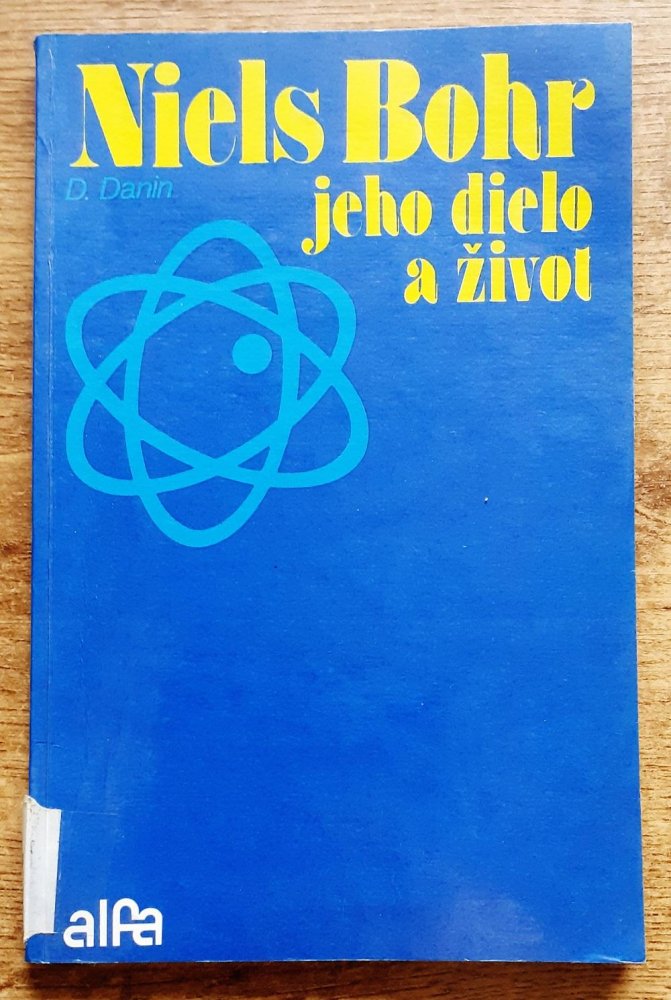 Niels Bohr
D. Danin
jeho dielo
a život
alfa